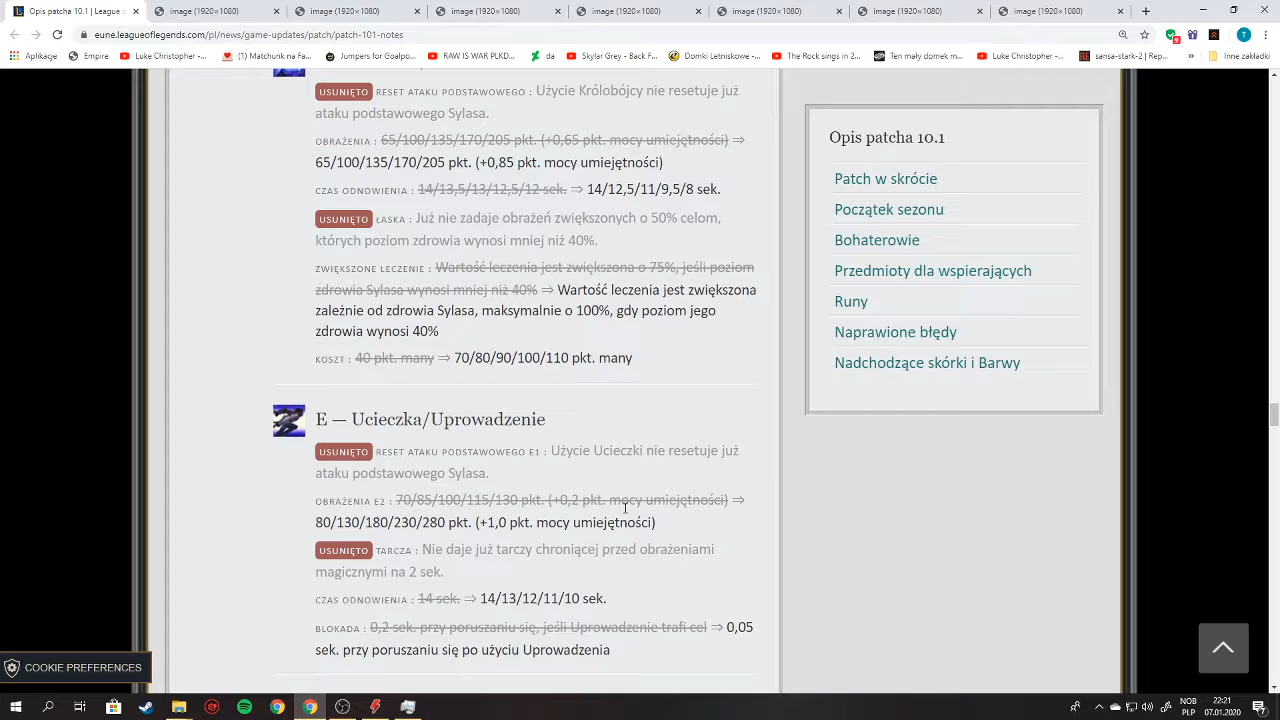 Opis patcha 10.1 | League c
image (1920×1080)
image (1920×1080)
image (1920×1080)
image (1920×1080)
image (1920×1080)
image (1920×1080)
image (1920×1080)
eune.leagueoflegends.com/pl/news/game-updates/patch/patch-101-notes
Aplikacje
Empire
Luke Christopher -...
(1) Matchunk na Fa...
Jumpers for Goalpo...
RAW IS WAR PLKD...
da
Skylar Grey - Back F...
Domki Letniskowe -...
The Rock sings in 2...
Ten mały domek m...
Luke Christopher -...
sansa-stark-2 | Rep...
»
Inne zakładki
USUNIĘTO RESET ATAKU PODSTAWOWEGO : Użycie Królobójcy nie resetuje już
ataku podstawowego Sylasa.
OBRAŻENIA : 65/100/135/170/205 pkt. (+0,65 pkt. mocy umiejętności) ⇒
65/100/135/170/205 pkt. (+0,85 pkt. mocy umiejętności)
CZAS ODNOWIENIA : 14/13,5/13/12,5/12 sek. ⇒ 14/12,5/11/9,5/8 sek.
USUNIĘTO ŁASKA : Już nie zadaje obrażeń zwiększonych o 50% celom,
których poziom zdrowia wynosi mniej niż 40%.
ZWIĘKSZONE LECZENIE : Wartość leczenia jest zwiększona o 75%, jeśli poziom
zdrowia Sylasa wynosi mniej niż 40% ⇒ Wartość leczenia jest zwiększona
zależnie od zdrowia Sylasa, maksymalnie o 100%, gdy poziom jego
zdrowia wynosi 40%
KOSZT : 40 pkt. many ⇒ 70/80/90/100/110 pkt. many
E — Ucieczka/Uprowadzenie
USUNIĘTO RESET ATAKU PODSTAWOWEGO E1 : Użycie Ucieczki nie resetuje już
ataku podstawowego Sylasa.
OBRAŻENIA E2 : 70/85/100/115/130 pkt. (+0,2 pkt. mocy umiejętności) ⇒
80/130/180/230/280 pkt. (+1,0 pkt. mocy umiejętności)
USUNIĘTO TARCZA : Nie daje już tarczy chroniącej przed obrażeniami
magicznymi na 2 sek.
CZAS ODNOWIENIA : 14 sek. ⇒ 14/13/12/11/10 sek.
BLOKADA : 0,2 sek. przy poruszaniu się, jeśli Uprowadzenie trafi cel ⇒ 0,05
sek. przy poruszaniu się po użyciu Uprowadzenia
Opis patcha 10.1
Patch w skrócie
Początek sezonu
Bohaterowie
Przedmioty dla wspierających
Runy
Naprawione błędy
Nadchodzące skórki i Barwy
COOKIE PREFERENCES
NOB
PLP
22:21
07.01.2020